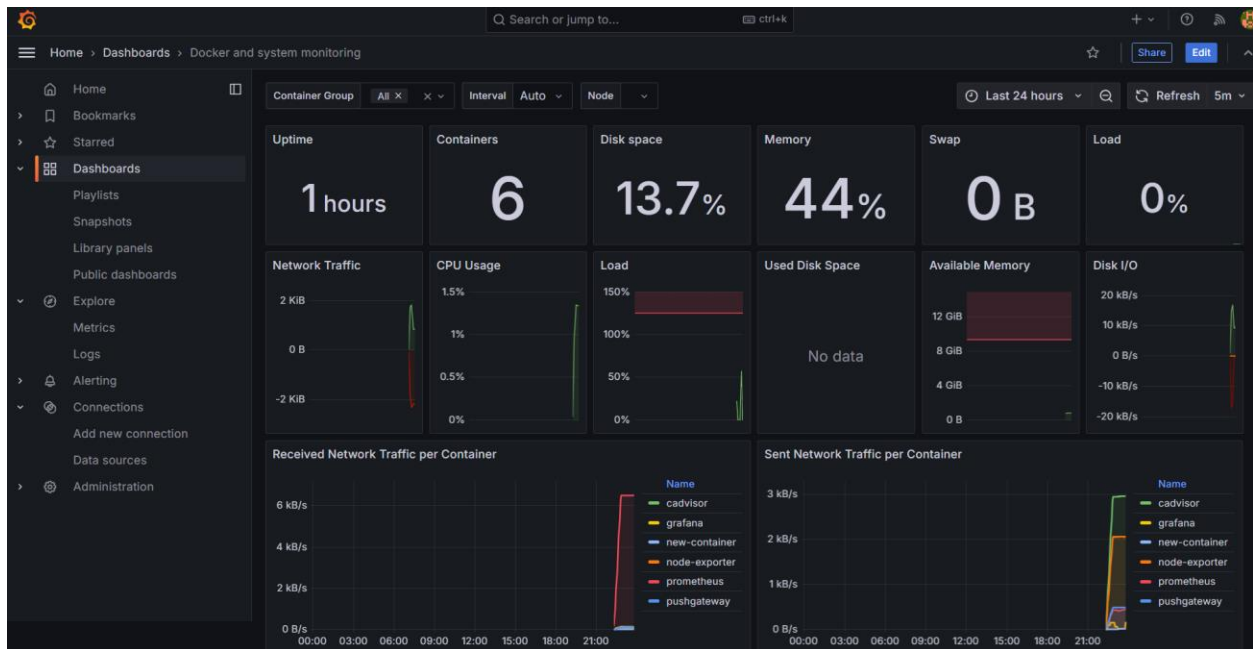 Search or jump to... ctrl+k
Home › Dashboards › Docker and system monitoring Share Edit
Home
Bookmarks
Starred
Dashboards
Playlists
Snapshots
Library panels
Public dashboards
Explore
Metrics
Logs
Alerting
Connections
Add new connection
Data sources
Administration
Container Group All × Interval Auto Node Last 24 hours Refresh 5m
Uptime Containers Disk space Memory Swap Load
1 hours 6 13.7% 44% 0 B 0%
Network Traffic
2 KiB
0 B
-2 KiB
CPU Usage
1.5%
1%
0.5%
0%
Load
150%
100%
50%
0%
Used Disk Space
No data
Available Memory
12 GiB
8 GiB
4 GiB
0 B
Disk I/O
20 kB/s
10 kB/s
0 B/s
-10 kB/s
-20 kB/s
Received Network Traffic per Container
6 kB/s
4 kB/s
2 kB/s
0 B/s
00:00 03:00 06:00 09:00 12:00 15:00 18:00 21:00
Name
cadvisor
grafana
new-container
node-exporter
prometheus
pushgateway
Sent Network Traffic per Container
3 kB/s
2 kB/s
1 kB/s
0 B/s
00:00 03:00 06:00 09:00 12:00 15:00 18:00 21:00
Name
cadvisor
grafana
new-container
node-exporter
prometheus
pushgateway